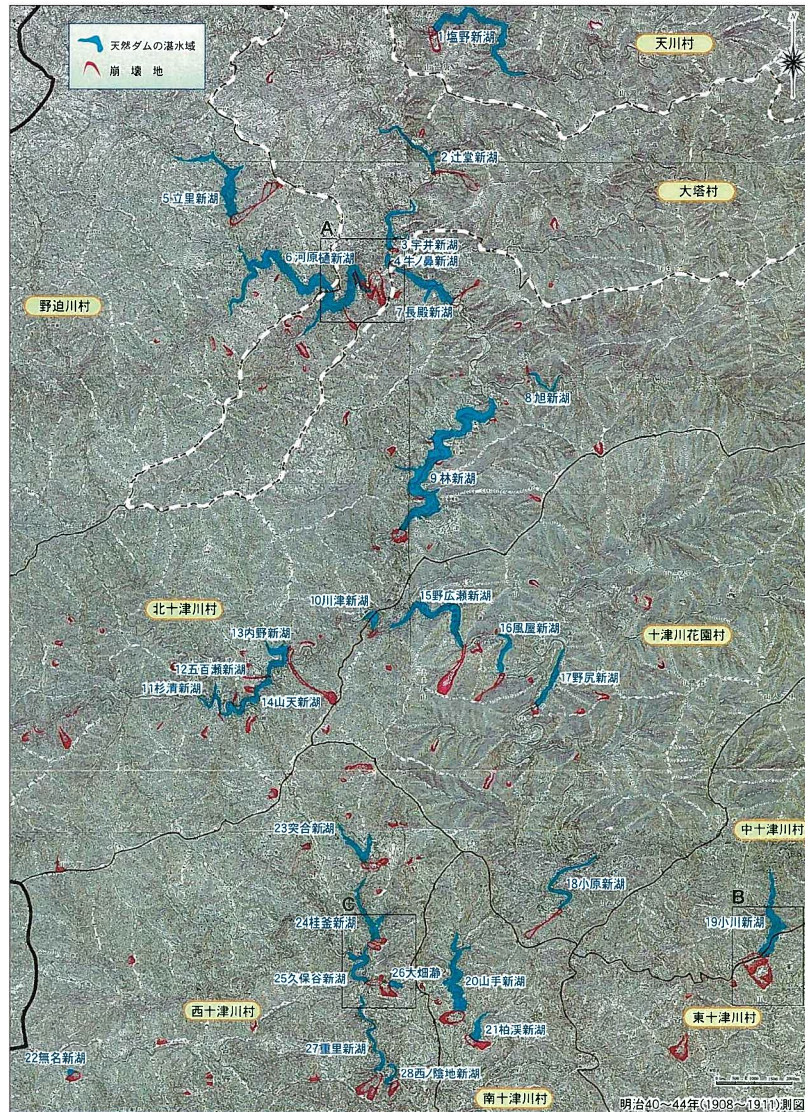 天然ダムの湛水域
崩壊地
1塩野新湖
天川村
2辻堂新湖
大塔村
5立里新湖
A
3宇井新湖
6河原樋新湖
4牛ノ鼻新湖
野迫川村
7長殿新湖
8旭新湖
9林新湖
10川津新湖
15野広瀬新湖
北十津川村
16風屋新湖
十津川花園村
13内野新湖
12五百瀬新湖
17野尻新湖
11杉清新湖
14山天新湖
23突合新湖
中十津川村
18小原新湖
B
C
24桂釜新湖
19小川新湖
25久保谷新湖
26大畑瀞
20山手新湖
西十津川村
東十津川村
21柏渓新湖
27重里新湖
22無名新湖
28西ノ陰地新湖
南十津川村
明治40~44年(1908~1911)測図